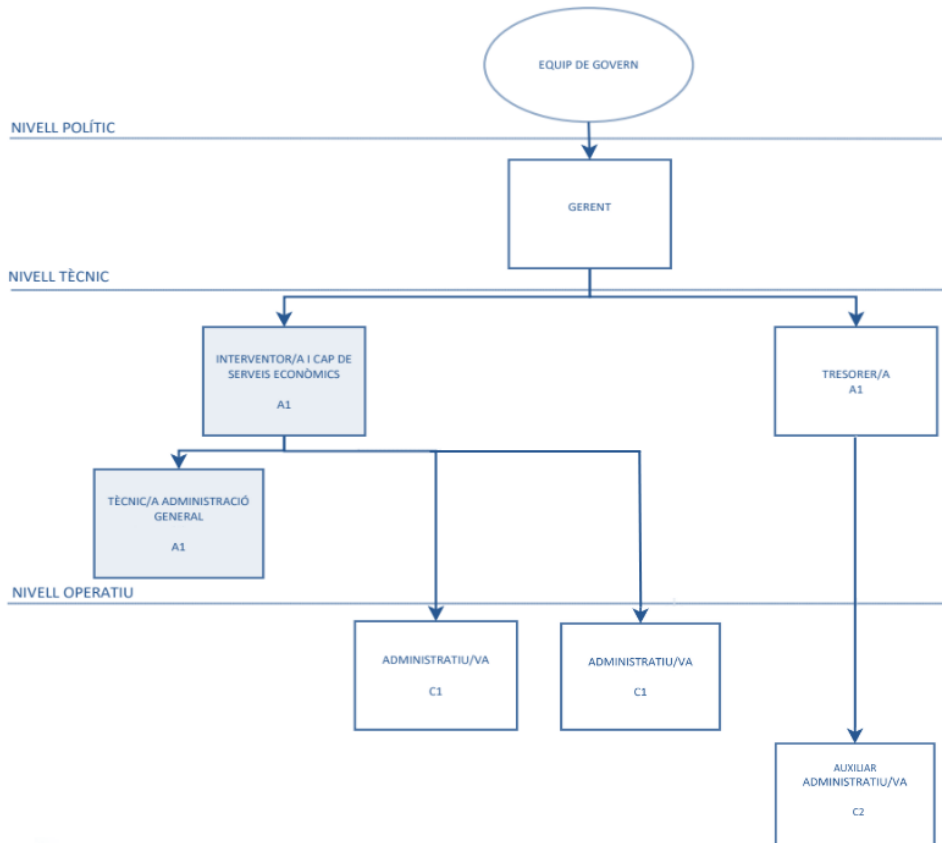 EQUIP DE GOVERN
NIVELL POLÍTIC
GERENT
NIVELL TÈCNIC
INTERVENTOR/A I CAP DE
SERVEIS ECONÒMICS
A1
TRESORER/A
A1
TÈCNIC/A ADMINISTRACIÓ
GENERAL
A1
NIVELL OPERATIU
ADMINISTRATIU/VA
C1
ADMINISTRATIU/VA
C1
AUXILIAR
ADMINISTRATIU/VA
C2